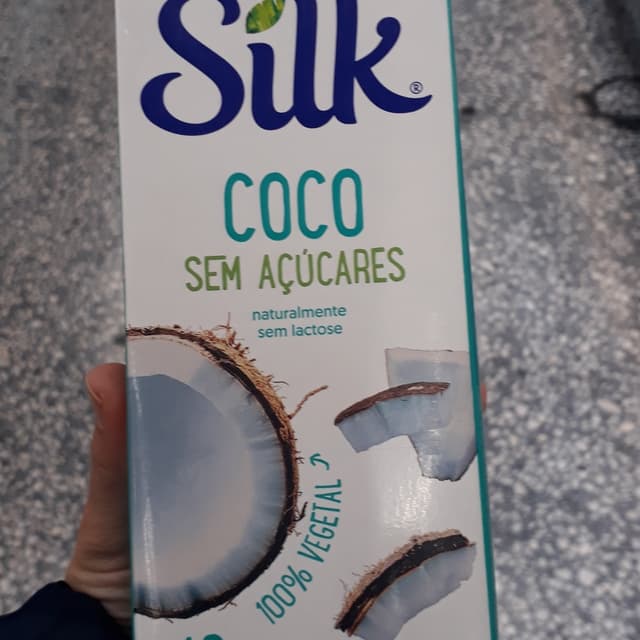 Silk®
COCO
SEM AÇÚCARES
naturalmente
sem lactose
100% VEGETAL